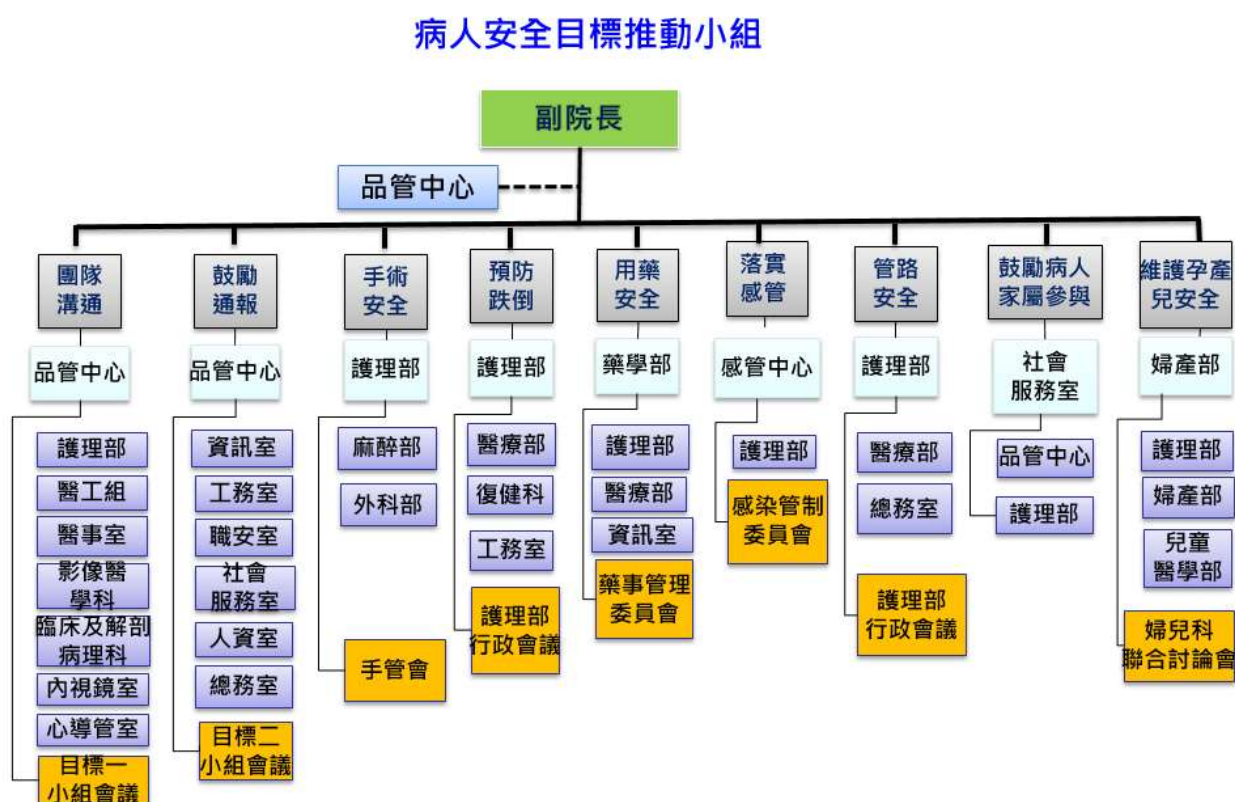 病人安全目標推動小組
副院長
品管中心
團隊
溝通
品管中心
護理部
醫工組
醫事室
影像醫
學科
臨床及解剖
病理科
內視鏡室
心導管室
目標一
小組會議
鼓勵
通報
品管中心
資訊室
工務室
職安室
社會
服務室
人資室
總務室
目標二
小組會議
手術
安全
護理部
麻醉部
外科部
手管會
預防
跌倒
護理部
醫療部
復健科
工務室
護理部
行政會議
用藥
安全
藥學部
護理部
醫療部
資訊室
藥事管理
委員會
落實
感管
感管中心
護理部
感染管制
委員會
管路
安全
護理部
醫療部
總務室
護理部
行政會議
鼓勵病人
家屬參與
社會
服務室
品管中心
護理部
維護孕產
兒安全
婦產部
護理部
婦產部
兒童
醫學部
婦兒科
聯合討論會